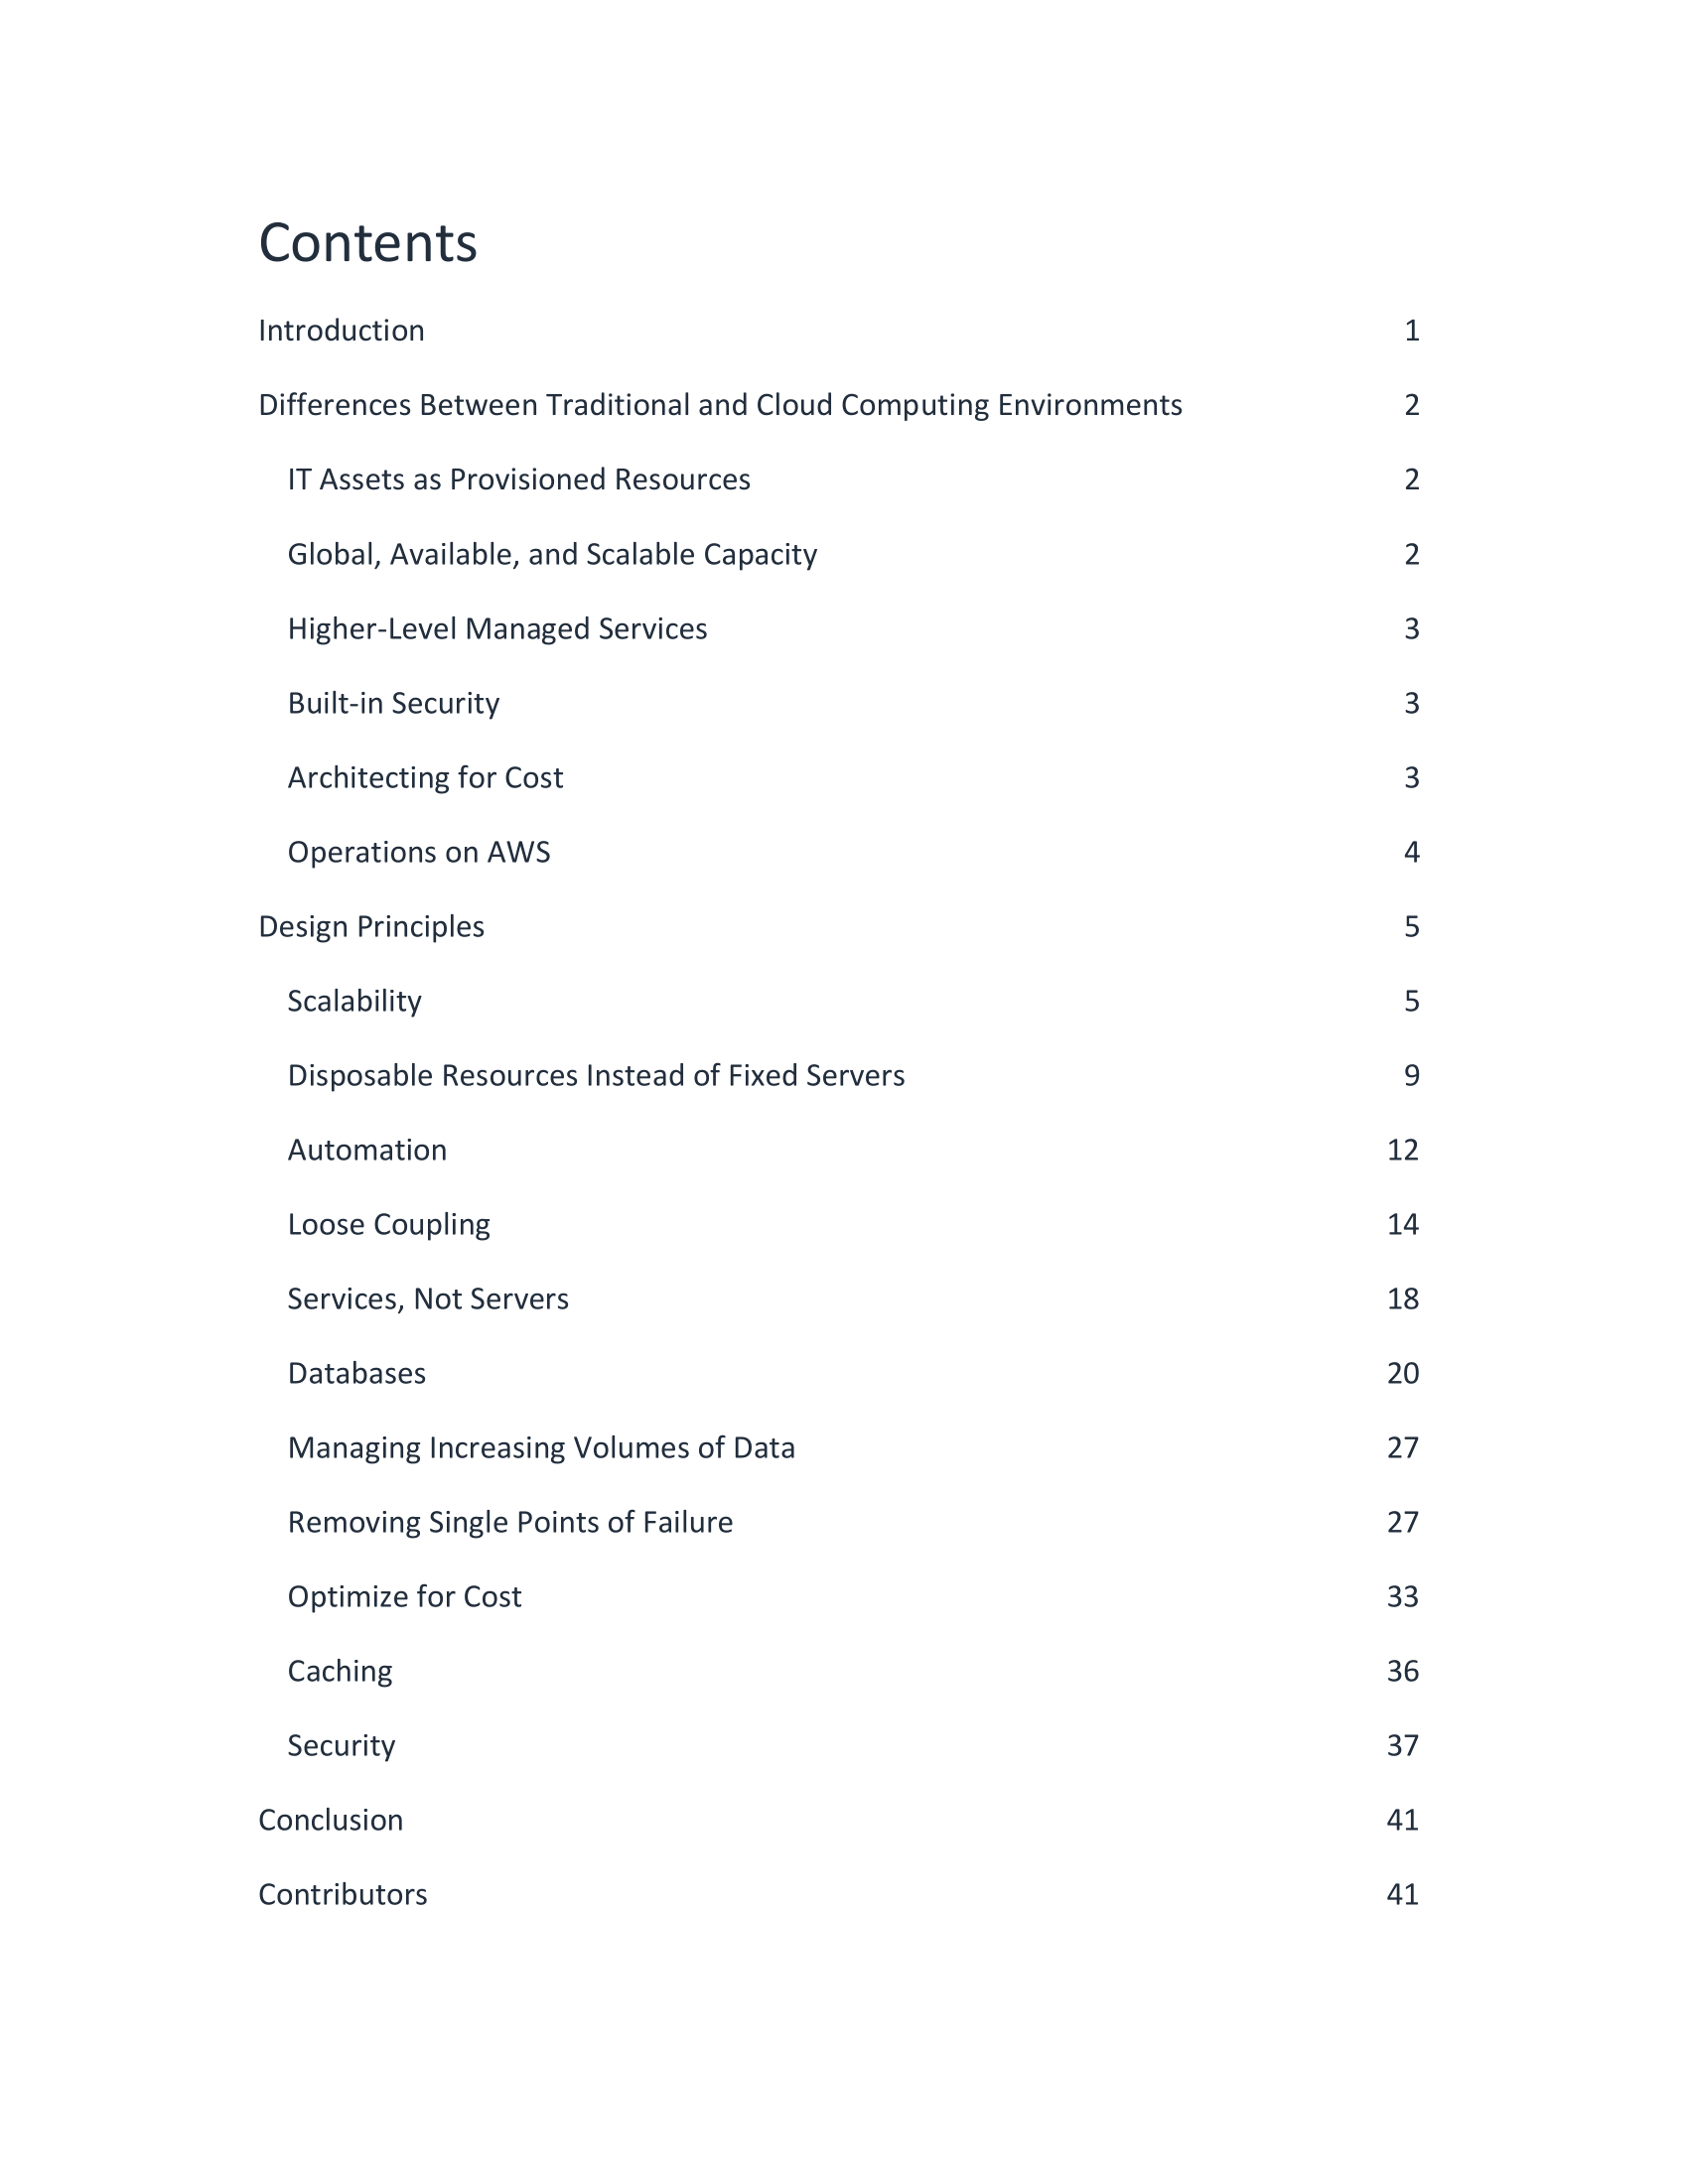 Contents
Introduction 1
Differences Between Traditional and Cloud Computing Environments 2
IT Assets as Provisioned Resources 2
Global, Available, and Scalable Capacity 2
Higher-Level Managed Services 3
Built-in Security 3
Architecting for Cost 3
Operations on AWS 4
Design Principles 5
Scalability 5
Disposable Resources Instead of Fixed Servers 9
Automation 12
Loose Coupling 14
Services, Not Servers 18
Databases 20
Managing Increasing Volumes of Data 27
Removing Single Points of Failure 27
Optimize for Cost 33
Caching 36
Security 37
Conclusion 41
Contributors 41